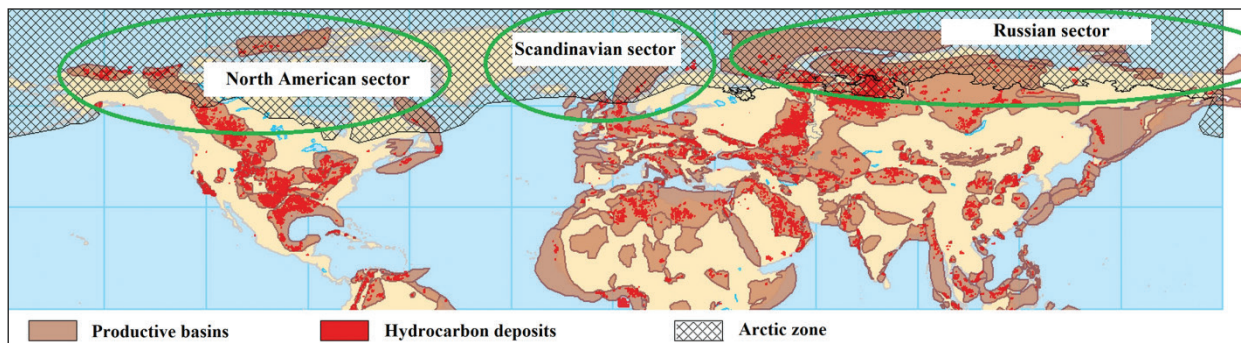 Russian sector
Scandinavian sector
North American sector
Productive basins
Hydrocarbon deposits
Arctic zone